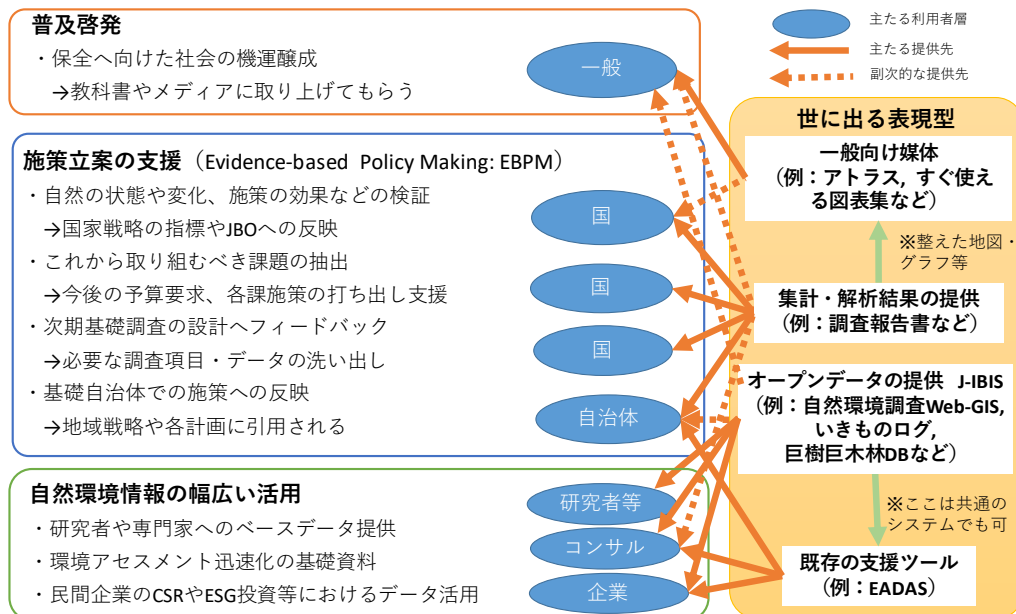 普及啓発
・保全へ向けた社会の機運醸成
→教科書やメディアに取り上げてもらう
一般
主たる利用者層
主たる提供先
副次的な提供先
施策立案の支援（Evidence-based Policy Making: EBPM）
・自然の状態や変化、施策の効果などの検証
→国家戦略の指標やJBOへの反映
・これから取り組むべき課題の抽出
→今後の予算要求、各課施策の打ち出し支援
・次期基礎調査の設計へフィードバック
→必要な調査項目・データの洗い出し
・基礎自治体での施策への反映
→地域戦略や各計画に引用される
国
国
国
自治体
自然環境情報の幅広い活用
・研究者や専門家へのベースデータ提供
・環境アセスメント迅速化の基礎資料
・民間企業のCSRやESG投資等におけるデータ活用
研究者等
コンサル
企業
世に出る表現型
一般向け媒体
（例：アトラス, すぐ使え
る図表集など）
※整えた地図・
グラフ等
集計・解析結果の提供
（例：調査報告書など）
オープンデータの提供 J-IBIS
（例：自然環境調査Web-GIS,
いきものログ,
巨樹巨木林DBなど）
※ここは共通の
システムでも可
既存の支援ツール
（例：EADAS）